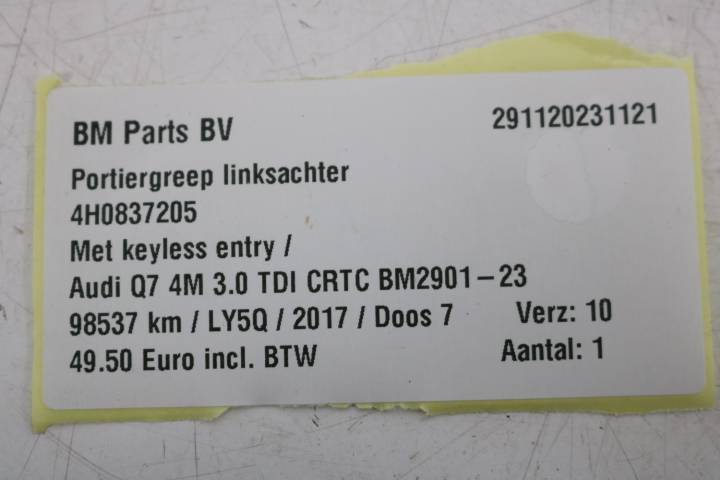 BM Parts BV 291120231121
Portiergreep linksachter
4H0837205
Met keyless entry /
Audi Q7 4M 3.0 TDI CRTC BM2901-23
98537 km / LY5Q / 2017 / Doos 7 Verz: 10
49.50 Euro incl. BTW Aantal: 1